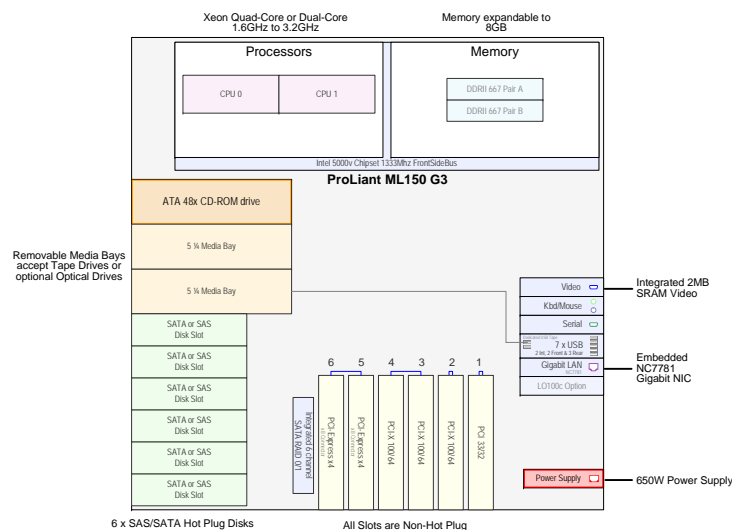 Xeon Quad-Core or Dual-Core
1.6GHz to 3.2GHz
Memory expandable to
8GB
Processors
Memory
CPU 0
CPU 1
DDRII 667 Pair A
DDRII 667 Pair B
Intel 5000v Chipset 1333Mhz FrontSideBus
ProLiant ML150 G3
ATA 48x CD-ROM drive
5 ¼ Media Bay
5 ¼ Media Bay
Removable Media Bays
accept Tape Drives or
optional Optical Drives
SATA or SAS
Disk Slot
SATA or SAS
Disk Slot
SATA or SAS
Disk Slot
SATA or SAS
Disk Slot
SATA or SAS
Disk Slot
SATA or SAS
Disk Slot
6 x SAS/SATA Hot Plug Disks
Integrated 6 channel
SATA RAID 0/1
6
5
4
3
2
1
PCI-Express x4
PCI-Express x4
PCI-X 100/64
PCI-X 100/64
PCI-X 100/64
PCI 33/32
All Slots are Non-Hot Plug
Video
Kbd/Mouse
Serial
7 x USB
2 Int, 2 Front & 3 Rear
Gigabit LAN
NC7781
LO100c Option
Power Supply
Integrated 2MB
SRAM Video
Embedded
NC7781
Gigabit NIC
650W Power Supply